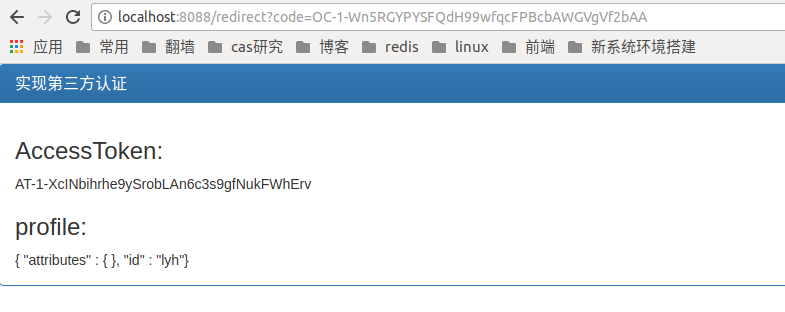 localhost:8088/redirect?code=OC-1-Wn5RGYPYSFQdH99wfqcFPBcbAWGVgVf2bAA
应用 常用 翻墙 cas研究 博客 redis linux 前端 新系统环境搭建
实现第三方认证
AccessToken:
AT-1-XcINbihrhe9ySrobLAn6c3s9gfNukFWhErv
profile:
{ "attributes" : { }, "id" : "lyh"}